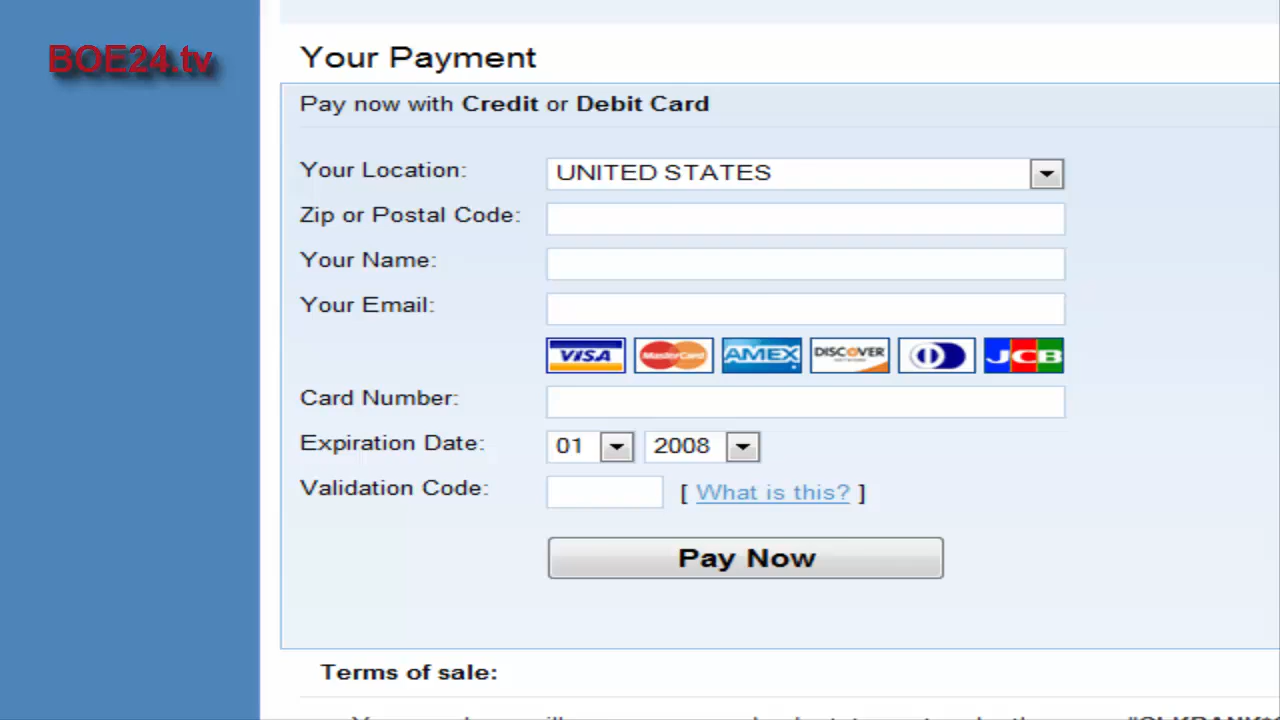 BOE24.tv
Your Payment
Pay now with Credit or Debit Card
Your Location: UNITED STATES
Zip or Postal Code:
Your Name:
Your Email:
VISA MasterCard AMEX DISCOVER JCB
Card Number:
Expiration Date: 01 2008
Validation Code: [ What is this? ]
Pay Now
Terms of sale: